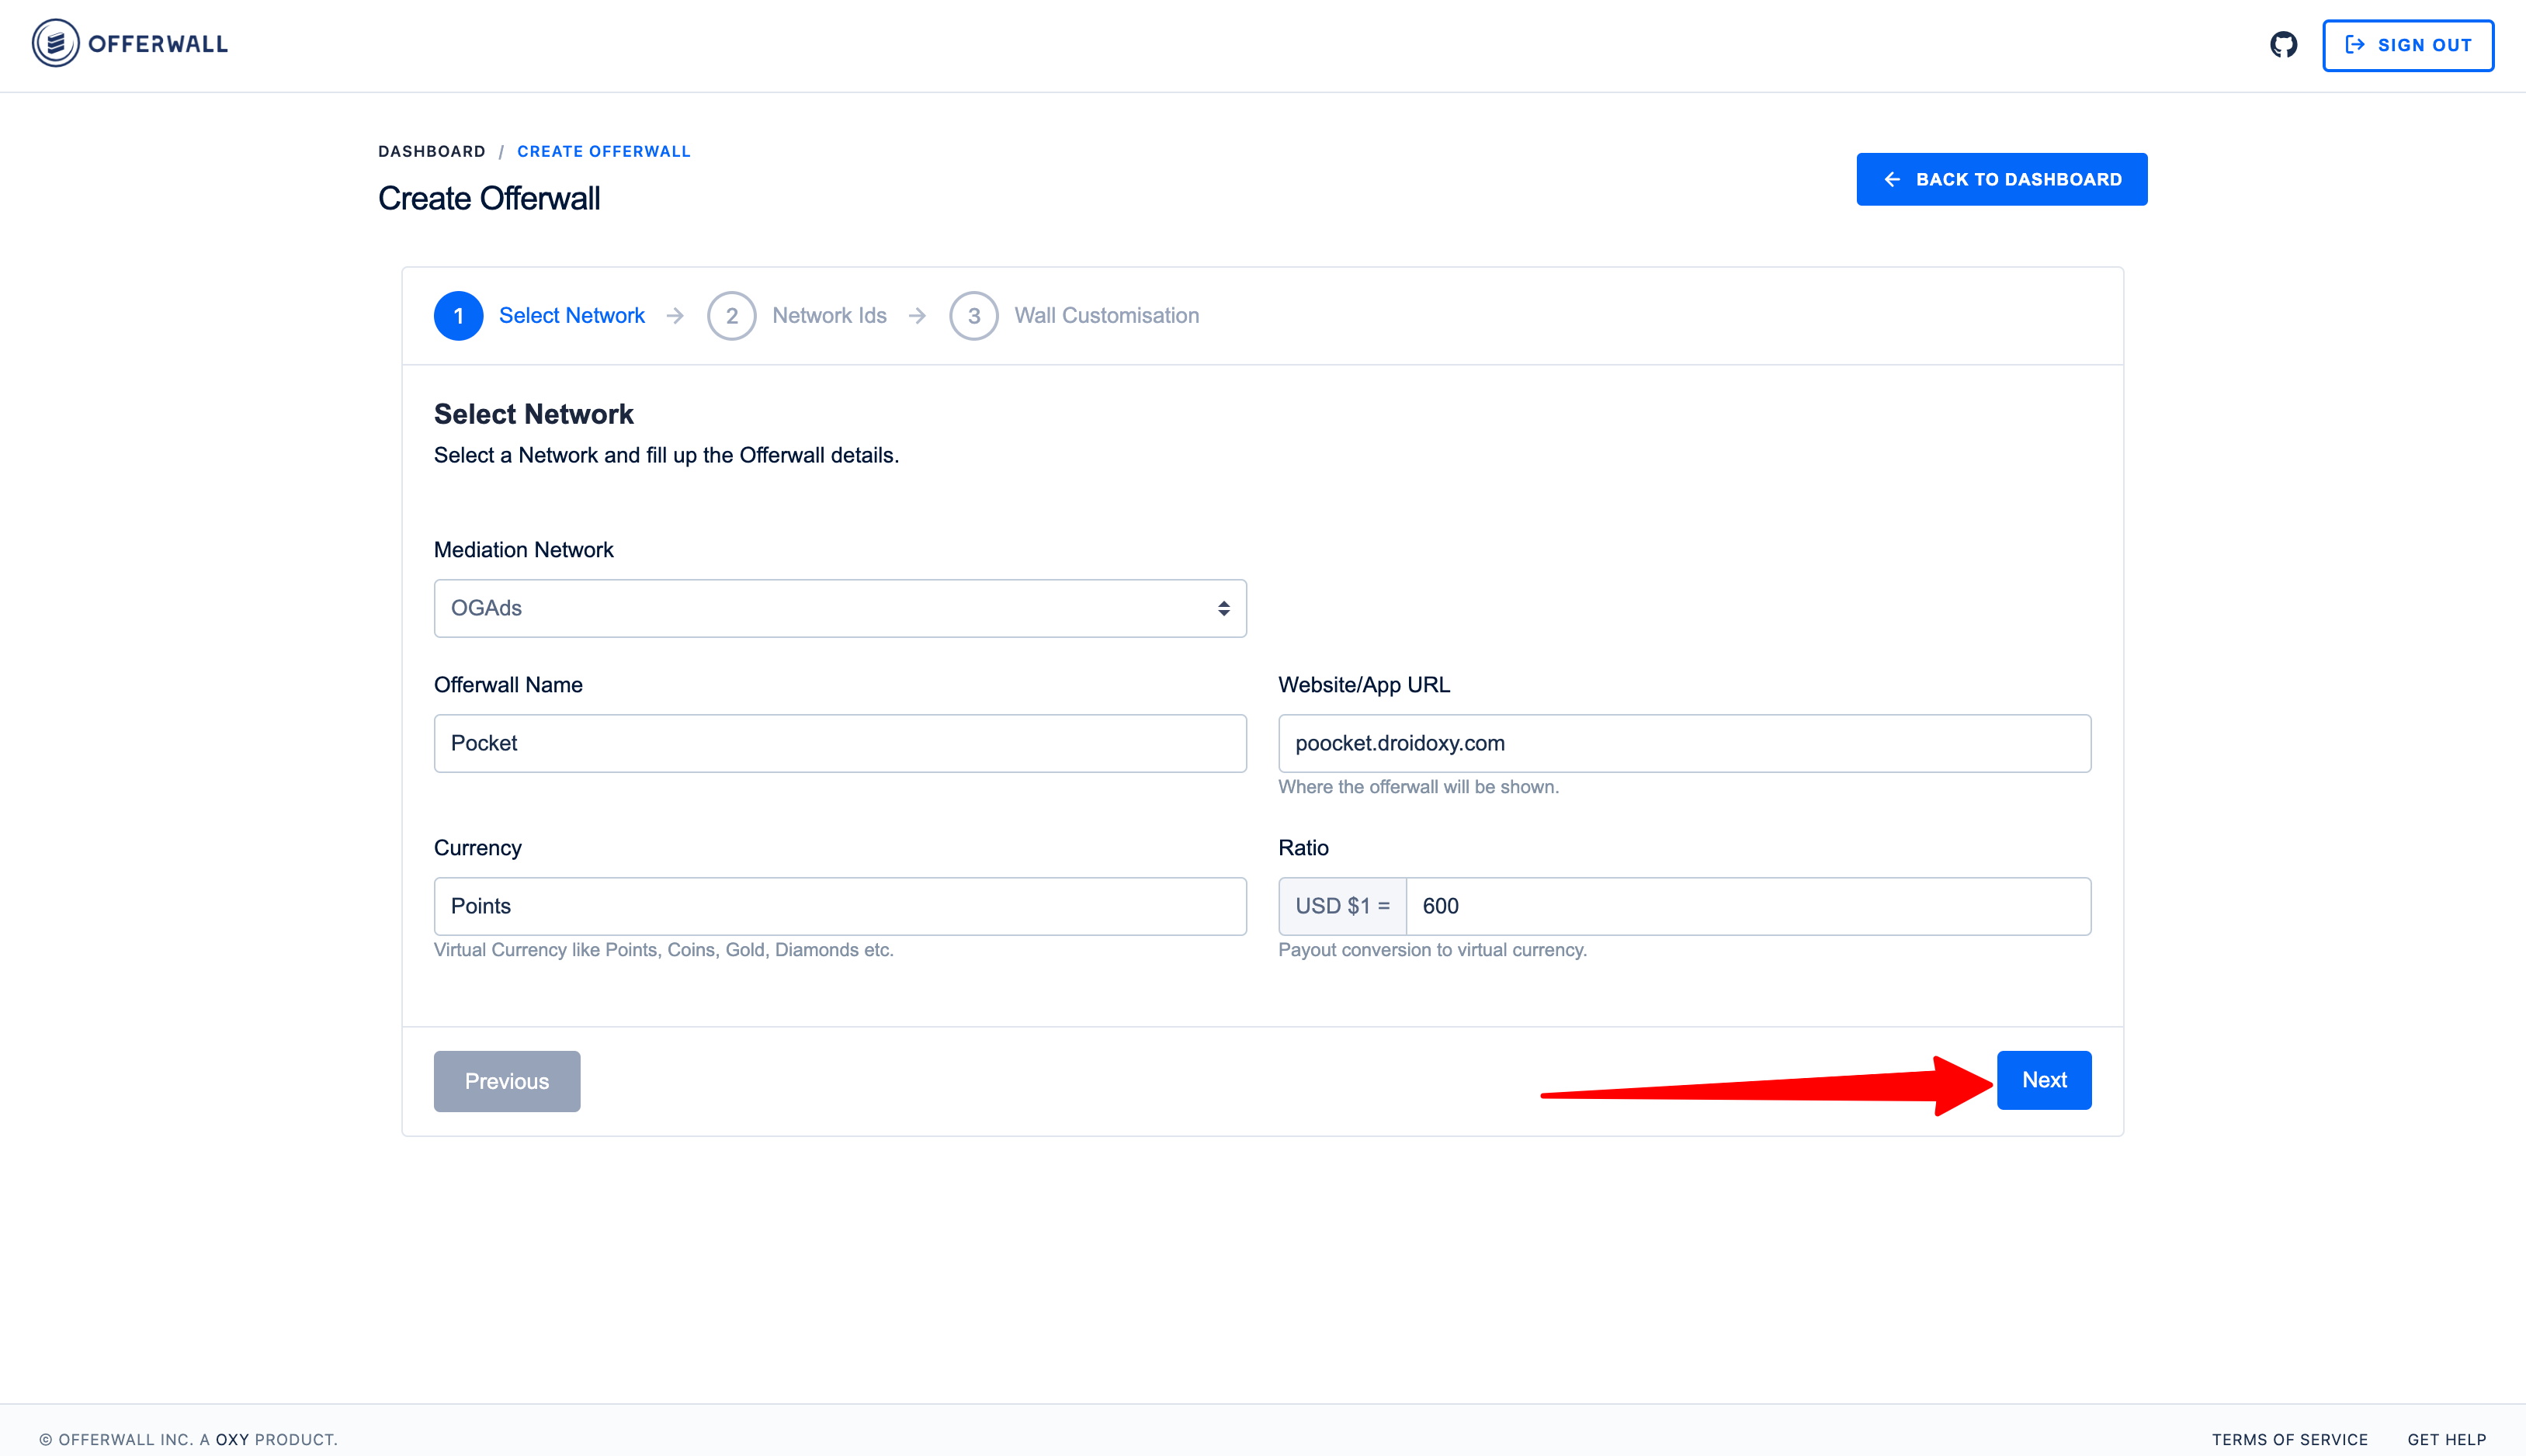 OFFERWALL
SIGN OUT
DASHBOARD / CREATE OFFERWALL
Create Offerwall
BACK TO DASHBOARD
1 Select Network 2 Network Ids 3 Wall Customisation
Select Network
Select a Network and fill up the Offerwall details.
Mediation Network
OGAds
Offerwall Name
Pocket
Website/App URL
poocket.droidoxy.com
Where the offerwall will be shown.
Currency
Points
Virtual Currency like Points, Coins, Gold, Diamonds etc.
Ratio
USD $1 = 600
Payout conversion to virtual currency.
Previous
Next
© OFFERWALL INC. A OXY PRODUCT.
TERMS OF SERVICE
GET HELP